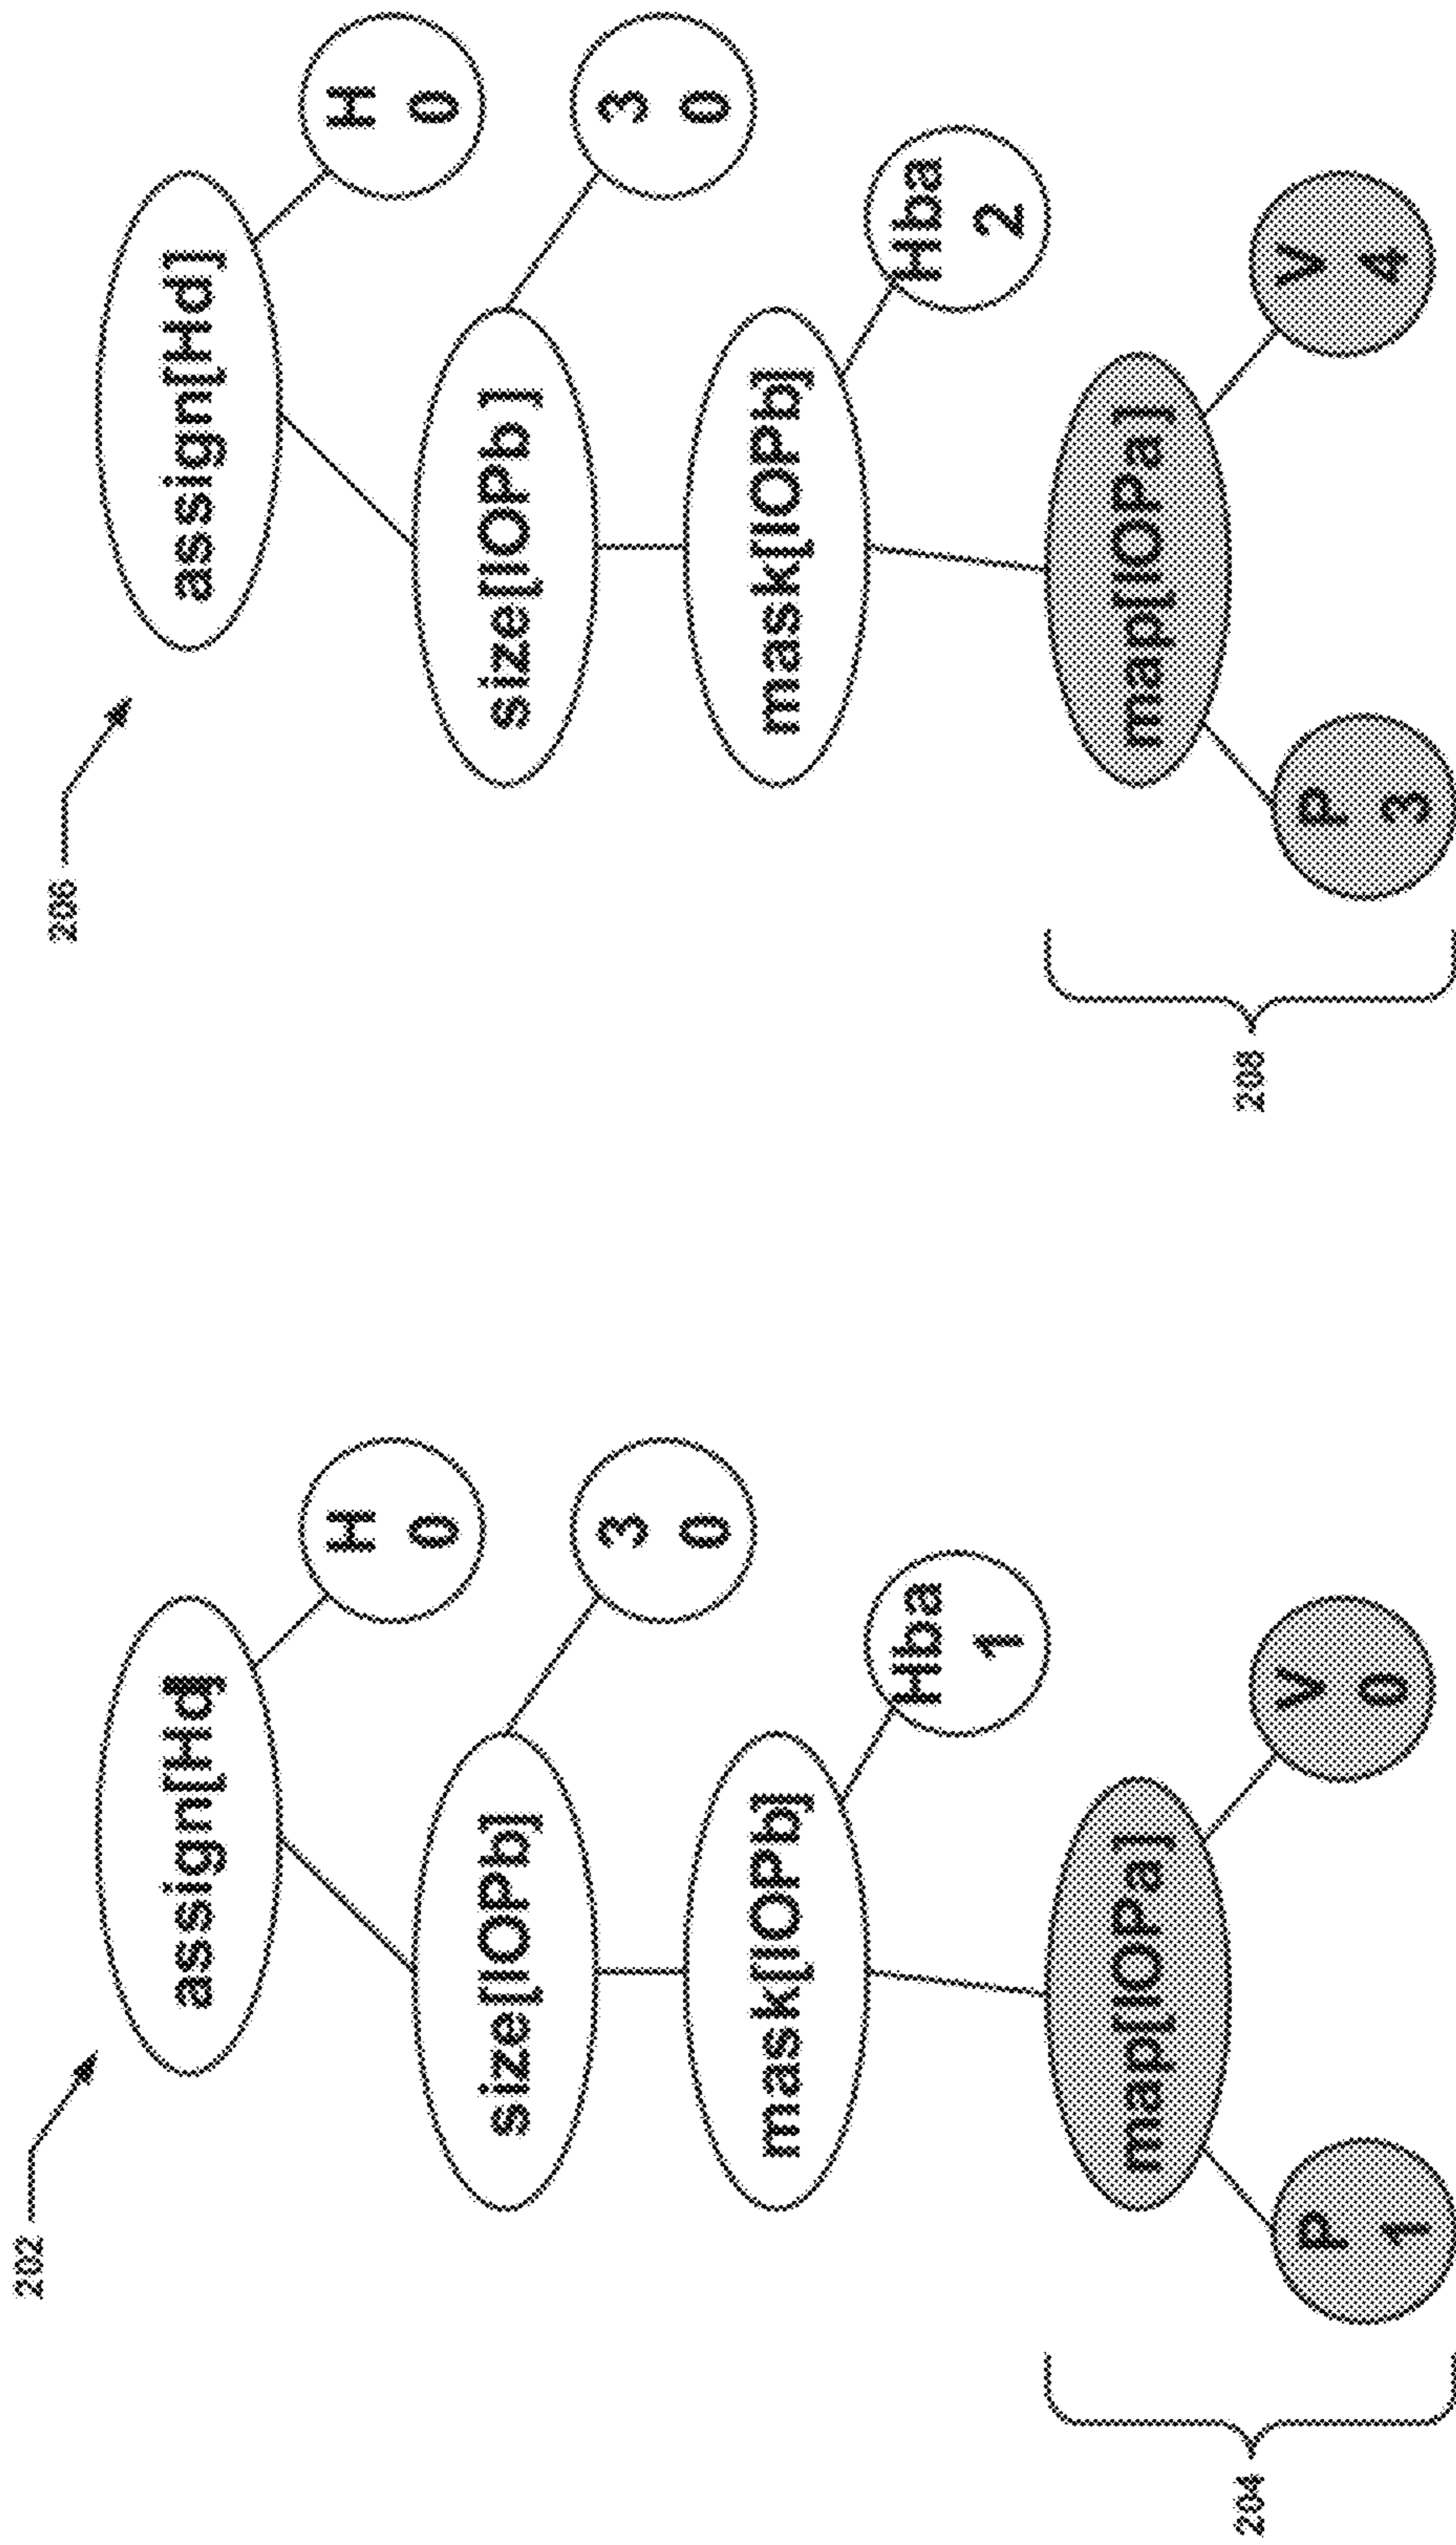 202
assign[Hd]
H
0
size[IOPb]
3
0
mask[IOPb]
Hba
1
map[IOPa]
P
1
V
0
204
206
assign[Hd]
H
0
size[IOPb ]
3
0
mask[IOPb]
Hba
2
map[IOPa]
P
3
V
4
208